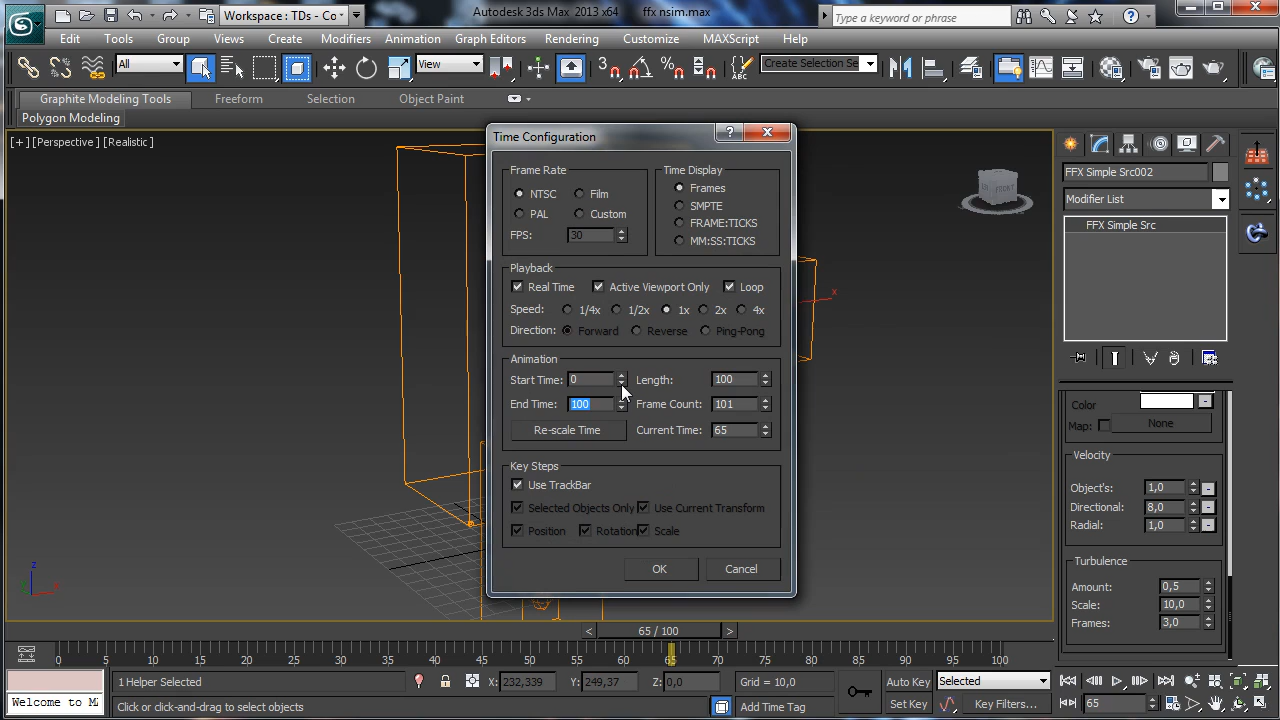 Workspace : TDs - Co
Autodesk 3ds Max 2013 x64
ffx nsim.max
Type a keyword or phrase
Edit Tools Group Views Create Modifiers Animation Graph Editors Rendering Customize MAXScript Help
All
View
3
ABC
Create Selection Se
Graphite Modeling Tools Freeform Selection Object Paint
Polygon Modeling
[ + ] [Perspective ] [Realistic ]
FFX Simple Src002
Modifier List
FFX Simple Src
Time Configuration
Frame Rate
NTSC Film
PAL Custom
FPS: 30
Time Display
Frames
SMPTE
FRAME:TICKS
MM:SS:TICKS
Playback
Real Time Active Viewport Only Loop
Speed: 1/4x 1/2x 1x 2x 4x
Direction: Forward Reverse Ping-Pong
Animation
Start Time: 0 Length: 100
End Time: 100 Frame Count: 101
Re-scale Time Current Time: 65
Key Steps
Use TrackBar
Selected Objects Only Use Current Transform
Position Rotation Scale
OK Cancel
x
z
Color
Map: None
Velocity
Object's: 1,0
Directional: 8,0
Radial: 1,0
Turbulence
Amount: 0,5
Scale: 10,0
Frames: 3,0
< 65 / 100 >
0 5 10 15 20 25 30 35 40 45 50 55 60 65 70 75 80 85 90 95 100
1 Helper Selected
X: 232,339 Y: 249,37 Z: 0,0
Grid = 10,0
Auto Key Selected
Welcome to M
Click or click-and-drag to select objects
Add Time Tag
Set Key Key Filters...
65